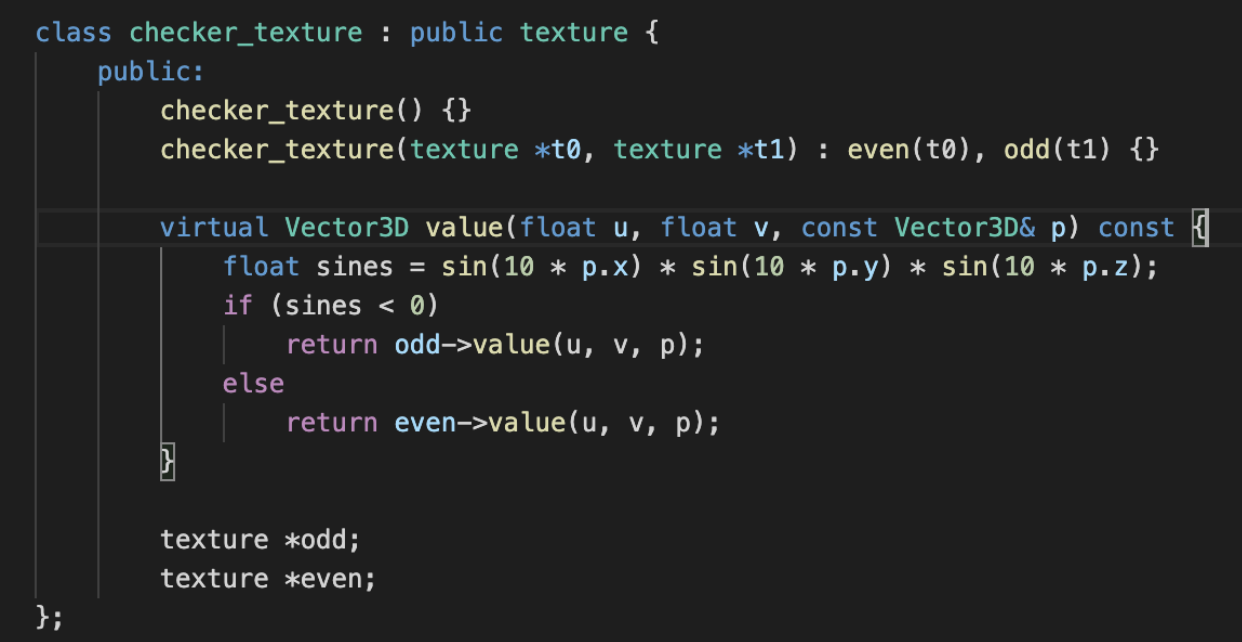 class checker_texture : public texture {
    public:
        checker_texture() {}
        checker_texture(texture *t0, texture *t1) : even(t0), odd(t1) {}

        virtual Vector3D value(float u, float v, const Vector3D& p) const {
            float sines = sin(10 * p.x) * sin(10 * p.y) * sin(10 * p.z);
            if (sines < 0)
                return odd->value(u, v, p);
            else
                return even->value(u, v, p);
        }

        texture *odd;
        texture *even;
};